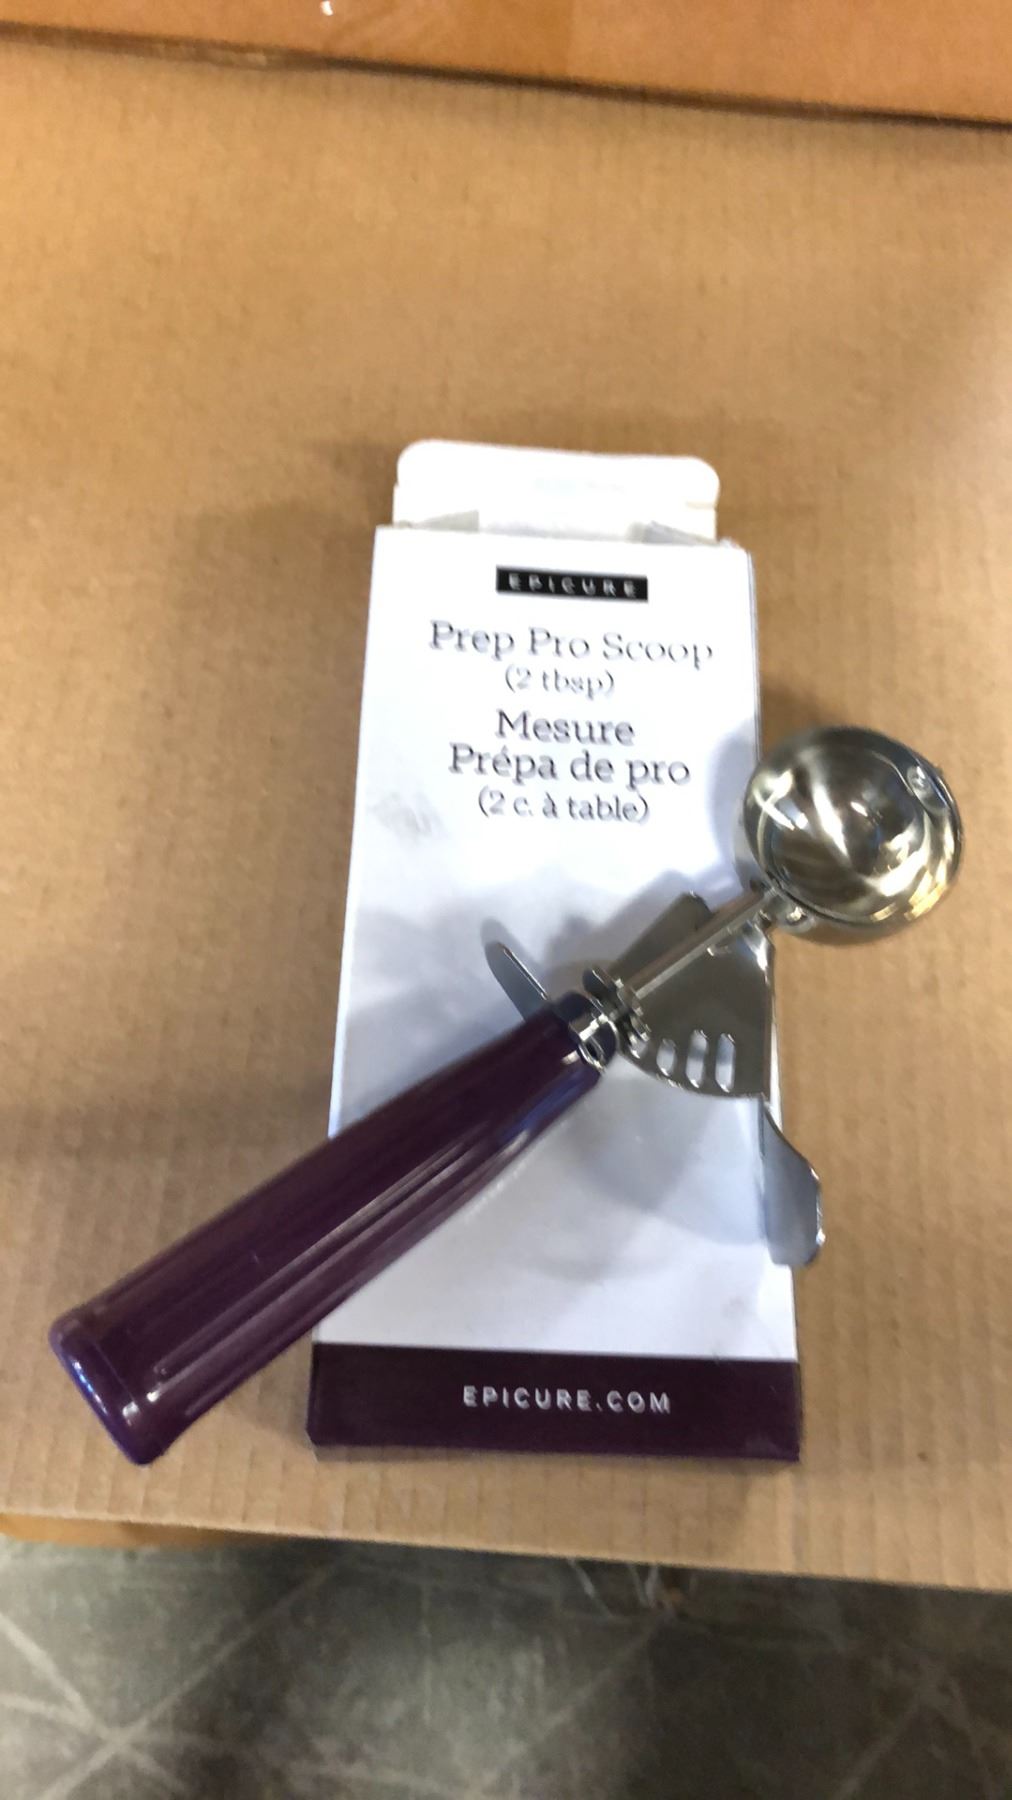 EPICURE
Prep Pro Scoop
(2 tbsp)
Mesure
Prépa de pro
(2 c. à table)
EPICURE.COM